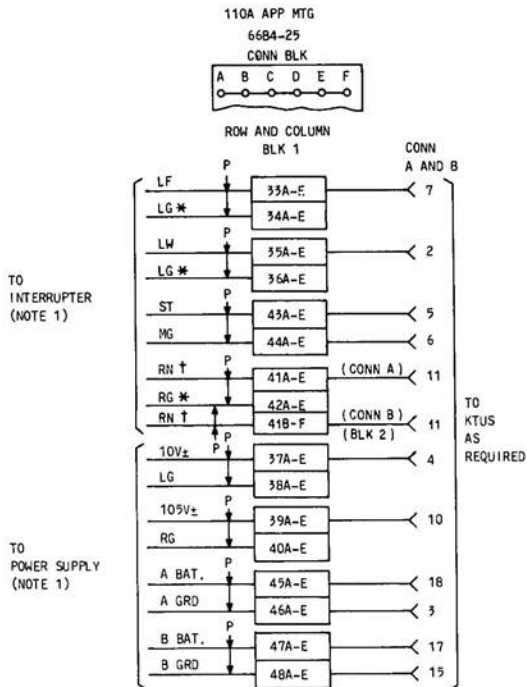 110A APP MTG
6684-25
CONN BLK
A B C D E F
ROW AND COLUMN
BLK 1
CONN
A AND B
P
LF 33A-E 7
LG * 34A-E
P
LW 35A-E 2
LG * 36A-E
TO
INTERRUPTER
(NOTE 1)
P
ST 43A-E 5
MG 44A-E 6
P
RN † 41A-E (CONN A) 11
RG * 42A-E
RN † 41B-F (CONN B) 11
(BLK 2)
P
TO
KTUS
AS
REQUIRED
P
10V± 37A-E 4
LG 38A-E
P
105V± 39A-E 10
RG 40A-E
TO
POWER SUPPLY
(NOTE 1)
P
A BAT. 45A-E 18
A GRD 46A-E 3
P
B BAT. 47A-E 17
B GRD 48A-E 15